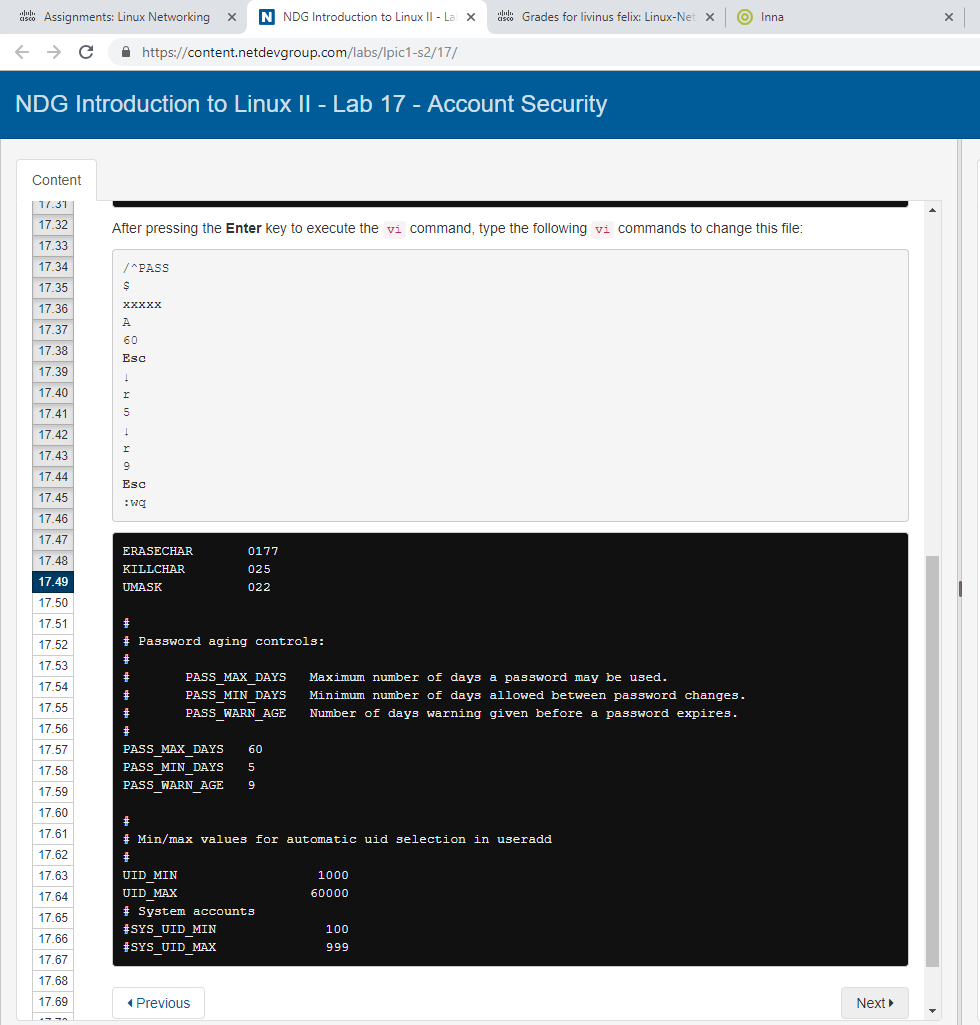 Assignments: Linux Networking
NDG Introduction to Linux II - La
Grades for livinus felix: Linux-Net
Inna
https://content.netdevgroup.com/labs/lpic1-s2/17/
NDG Introduction to Linux II - Lab 17 - Account Security
Content
17.31
17.32
17.33
17.34
17.35
17.36
17.37
17.38
17.39
17.40
17.41
17.42
17.43
17.44
17.45
17.46
17.47
17.48
17.49
17.50
17.51
17.52
17.53
17.54
17.55
17.56
17.57
17.58
17.59
17.60
17.61
17.62
17.63
17.64
17.65
17.66
17.67
17.68
17.69
After pressing the Enter key to execute the vi command, type the following vi commands to change this file:
/^PASS
$
xxxxx
A
60
Esc
↓
r
5
↓
r
9
Esc
:wq
ERASECHAR 0177
KILLCHAR 025
UMASK 022
#
# Password aging controls:
#
# PASS_MAX_DAYS Maximum number of days a password may be used.
# PASS_MIN_DAYS Minimum number of days allowed between password changes.
# PASS_WARN_AGE Number of days warning given before a password expires.
#
PASS_MAX_DAYS 60
PASS_MIN_DAYS 5
PASS_WARN_AGE 9
#
# Min/max values for automatic uid selection in useradd
#
UID_MIN 1000
UID_MAX 60000
# System accounts
#SYS_UID_MIN 100
#SYS_UID_MAX 999
Previous
Next